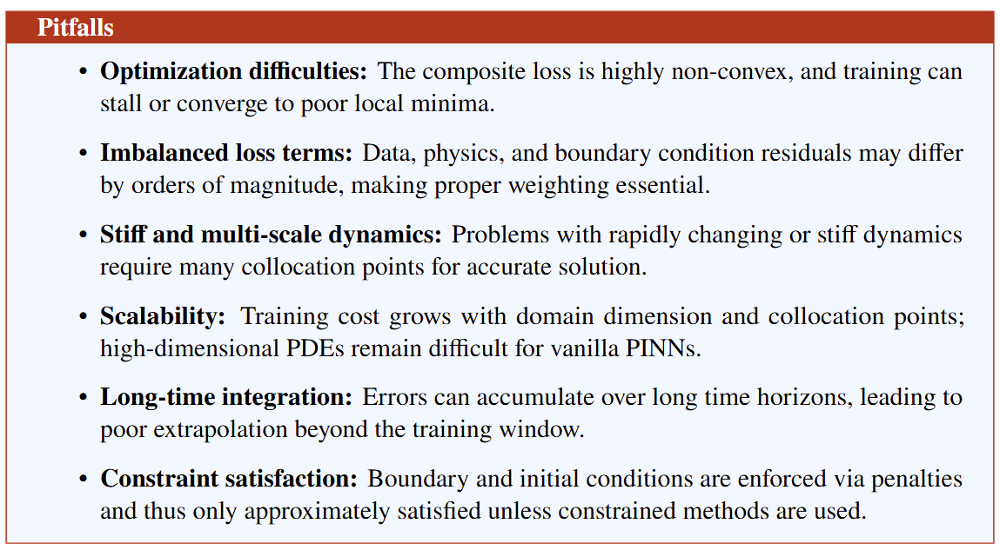 Pitfalls
• Optimization difficulties: The composite loss is highly non-convex, and training can
stall or converge to poor local minima.
• Imbalanced loss terms: Data, physics, and boundary condition residuals may differ
by orders of magnitude, making proper weighting essential.
• Stiff and multi-scale dynamics: Problems with rapidly changing or stiff dynamics
require many collocation points for accurate solution.
• Scalability: Training cost grows with domain dimension and collocation points;
high-dimensional PDEs remain difficult for vanilla PINNs.
• Long-time integration: Errors can accumulate over long time horizons, leading to
poor extrapolation beyond the training window.
• Constraint satisfaction: Boundary and initial conditions are enforced via penalties
and thus only approximately satisfied unless constrained methods are used.